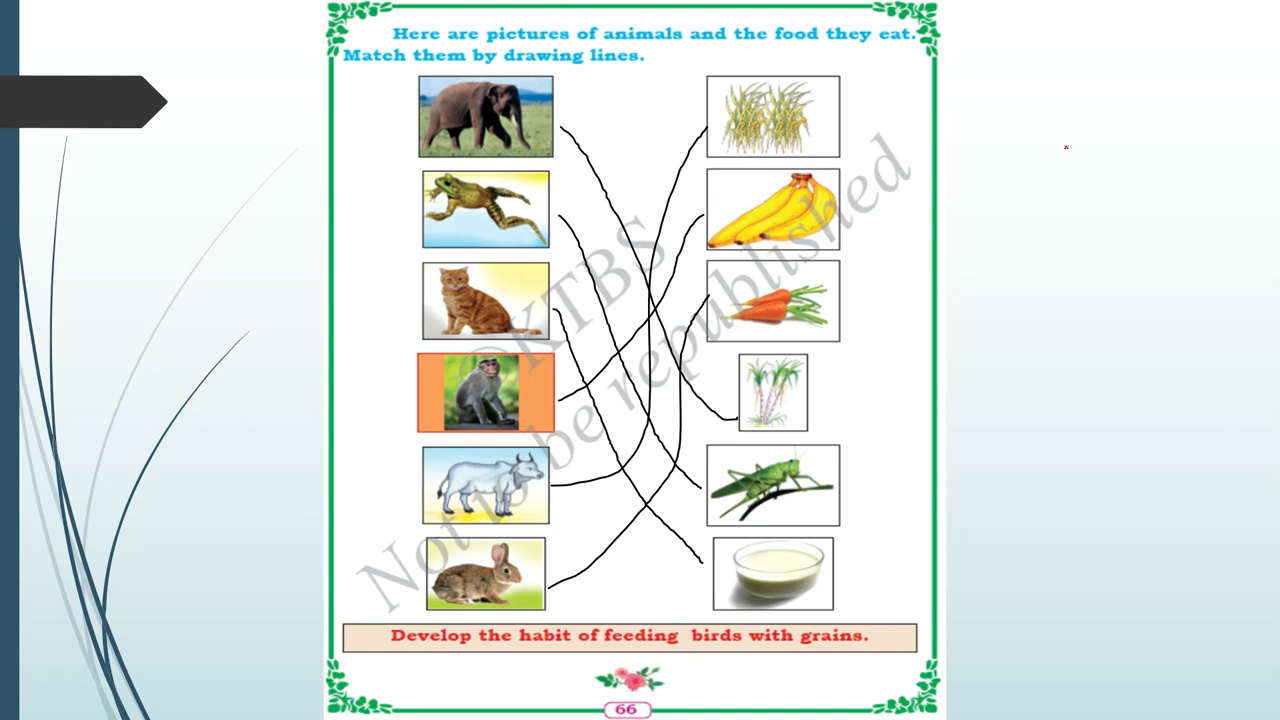 Here are pictures of animals and the food they eat.
Match them by drawing lines.
©KTBS
Not to be republished
Develop the habit of feeding birds with grains.
66